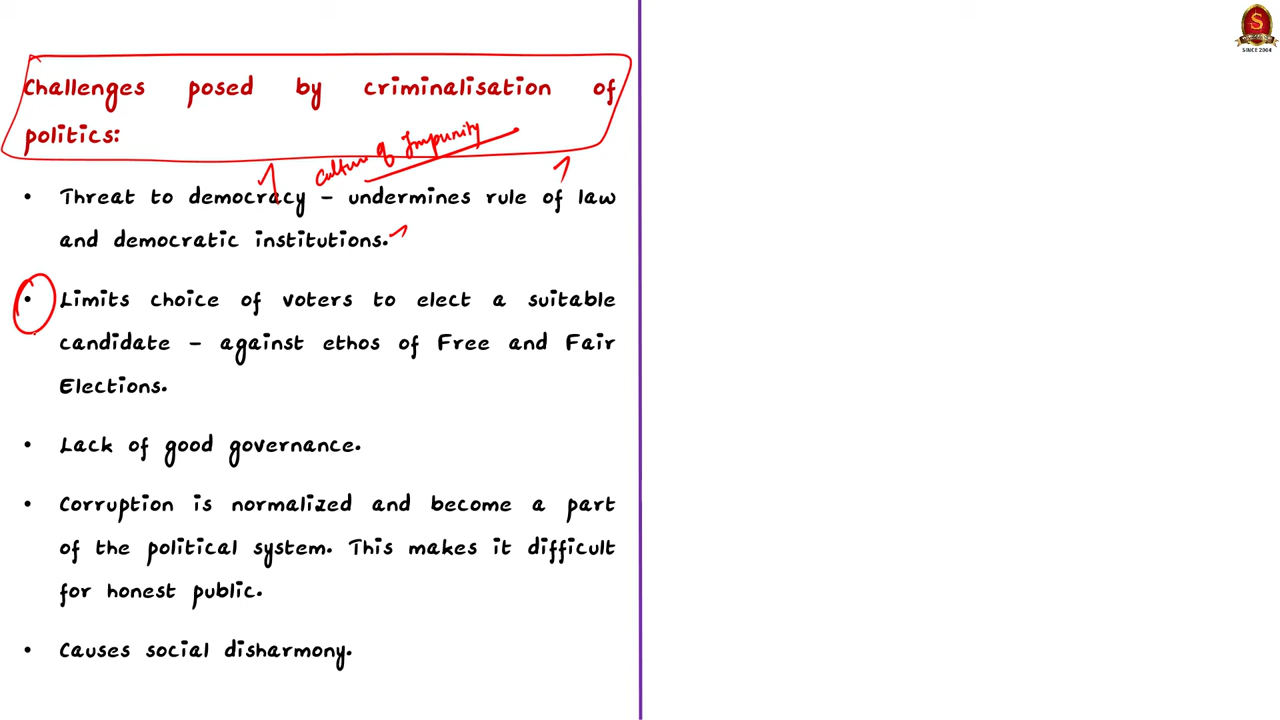 Challenges posed by criminalisation of
politics:
Culture of Impunity
• Threat to democracy – undermines rule of law
and democratic institutions.
• Limits choice of voters to elect a suitable
candidate – against ethos of Free and Fair
Elections.
• Lack of good governance.
• Corruption is normalized and become a part
of the political system. This makes it difficult
for honest public.
• Causes social disharmony.
S
SINCE 2004